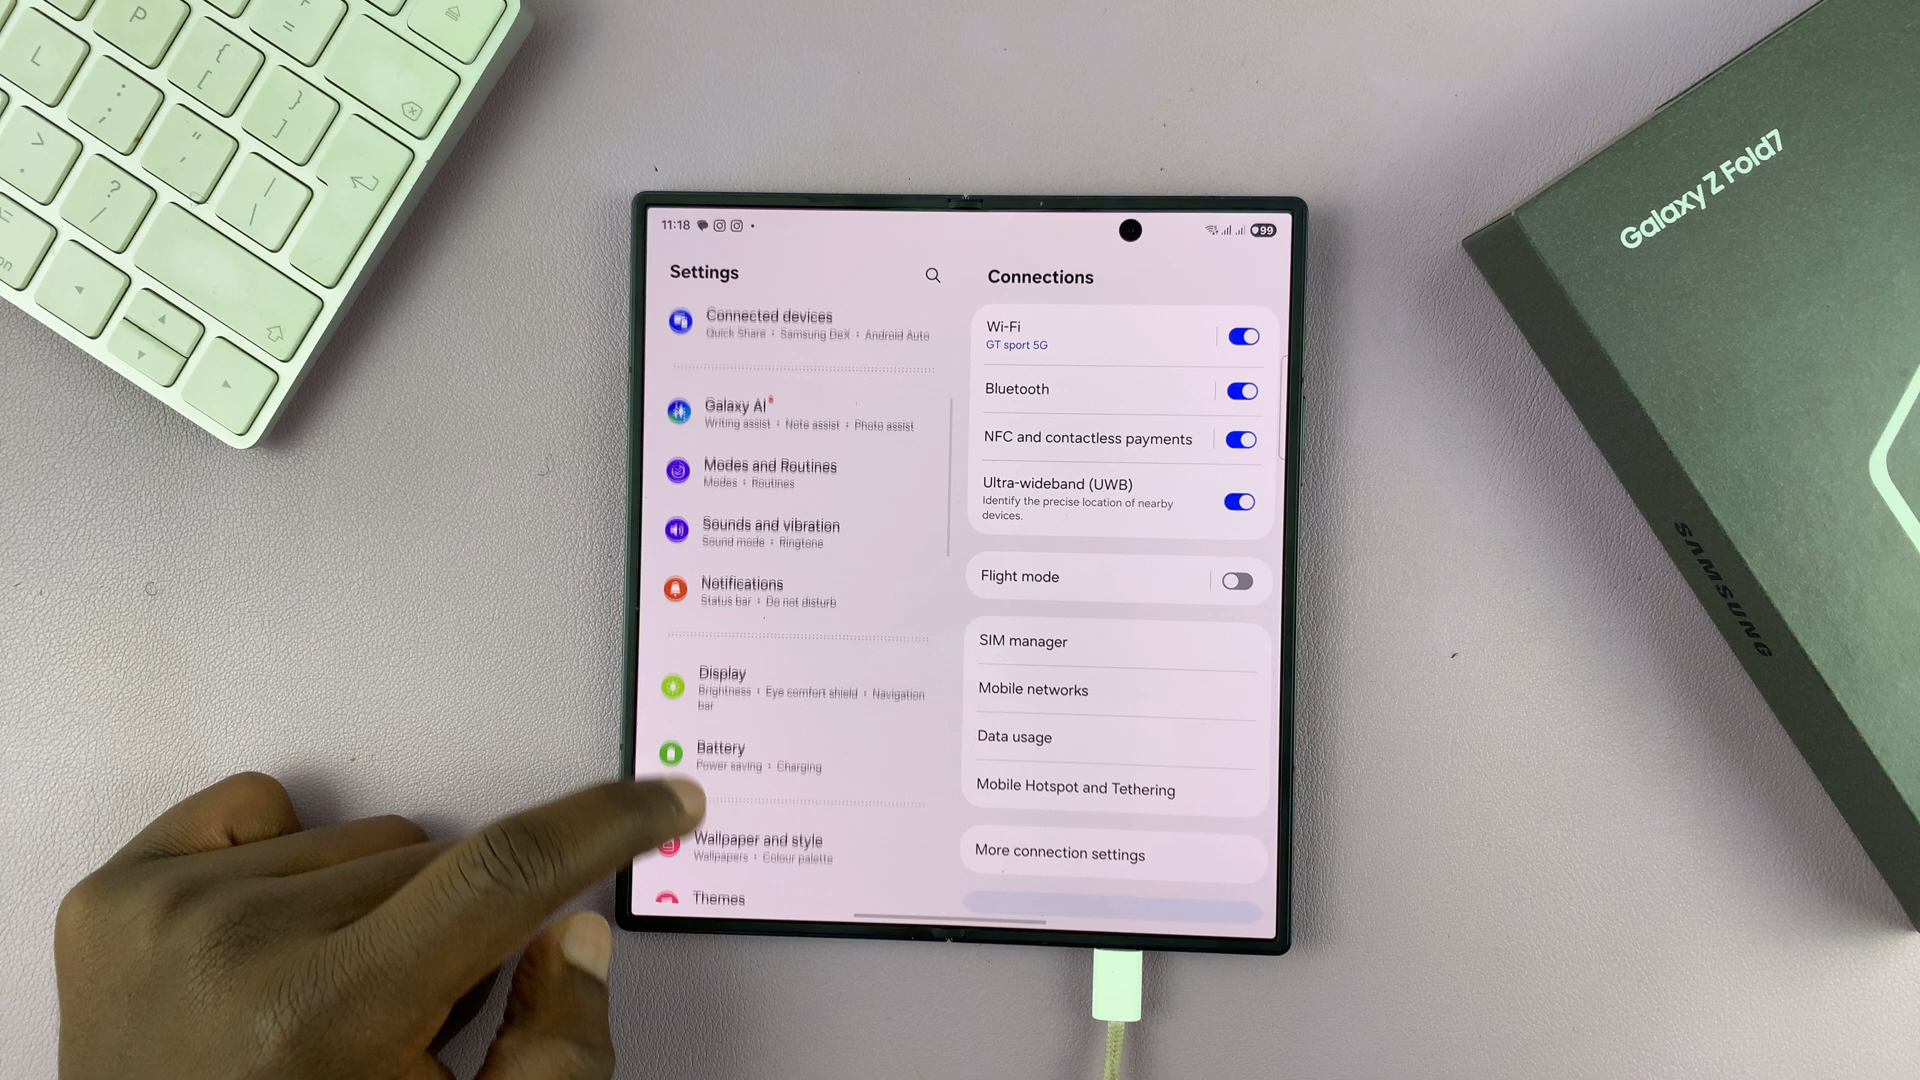 P
L
{
[
}
]
:
;
"
'
>
.
?
/
|
\
+
=
Galaxy Z Fold7
SAMSUNG
11:18
99
Settings
Connected devices
Quick Share • Samsung DeX • Android Auto
Galaxy AI
Writing assist • Note assist • Photo assist
Modes and Routines
Modes • Routines
Sounds and vibration
Sound mode • Ringtone
Notifications
Status bar • Do not disturb
Display
Brightness • Eye comfort shield • Navigation
bar
Battery
Power saving • Charging
Wallpaper and style
Wallpapers • Colour palette
Themes
Connections
Wi-Fi
GT sport 5G
Bluetooth
NFC and contactless payments
Ultra-wideband (UWB)
Identify the precise location of nearby
devices.
Flight mode
SIM manager
Mobile networks
Data usage
Mobile Hotspot and Tethering
More connection settings